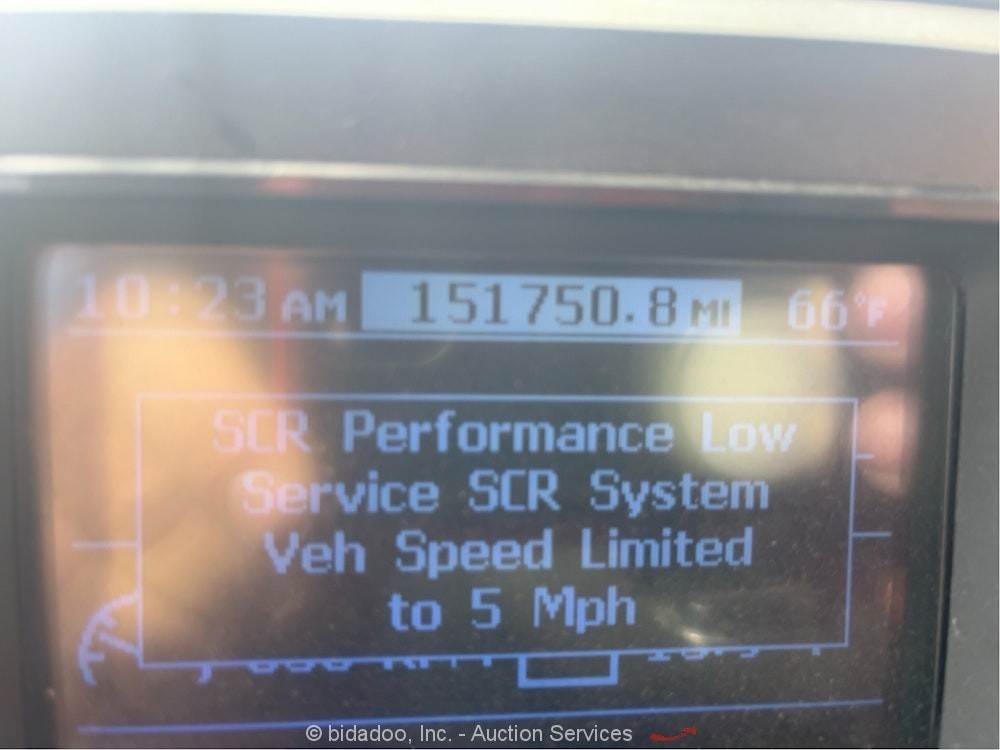 10:23 AM 151750.8 MI 66°F
SCR Performance Low
Service SCR System
Veh Speed Limited
to 5 Mph
© bidadoo, Inc. - Auction Services